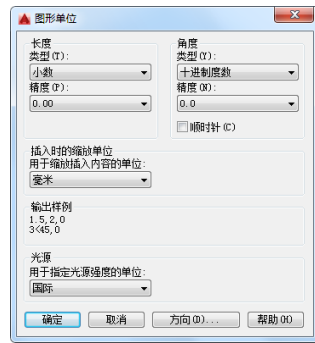 图形单位
长度
类型(T):
小数
精度(P):
0.00
角度
类型(Y):
十进制度数
精度(N):
0.0
顺时针(C)
插入时的缩放单位
用于缩放插入内容的单位:
毫米
输出样例
1.5,2,0
3<45,0
光源
用于指定光源强度的单位:
国际
确定
取消
方向(D)...
帮助(H)